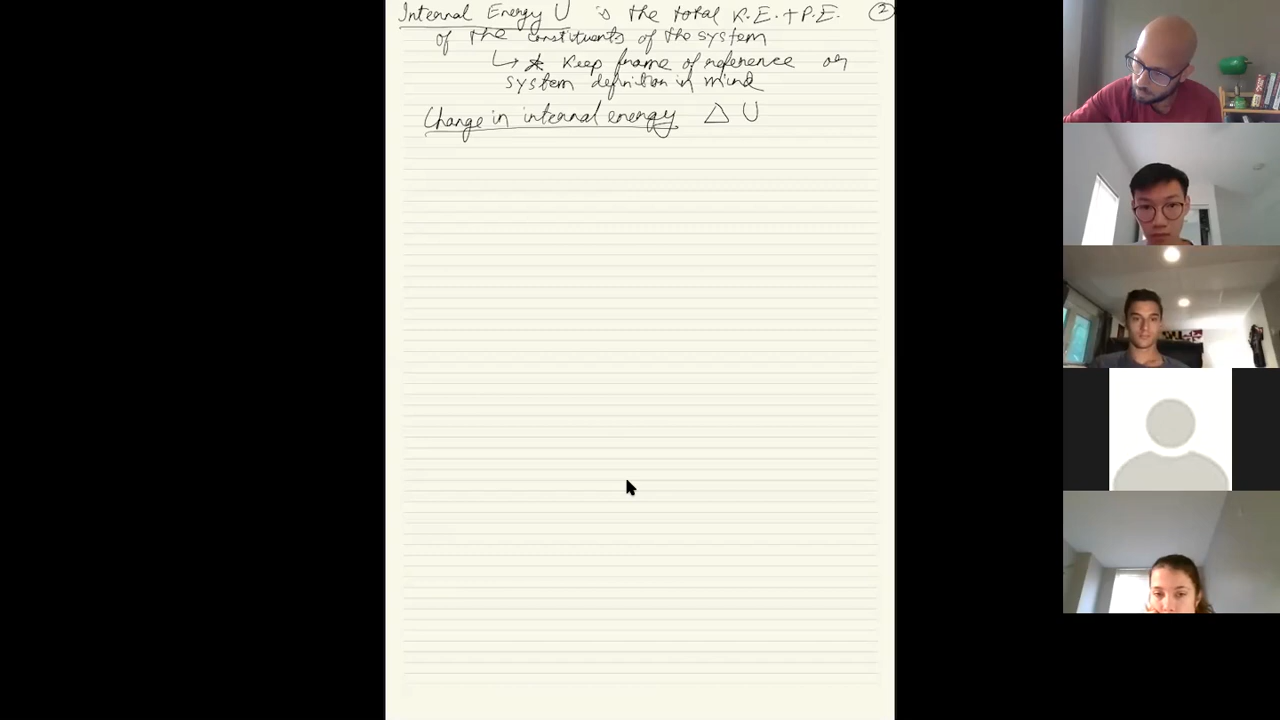 Internal Energy U is the total K.E.+P.E. 2
of the constituents of the system
↳ * Keep frame of reference or
system definition in mind
Change in internal energy Δ U